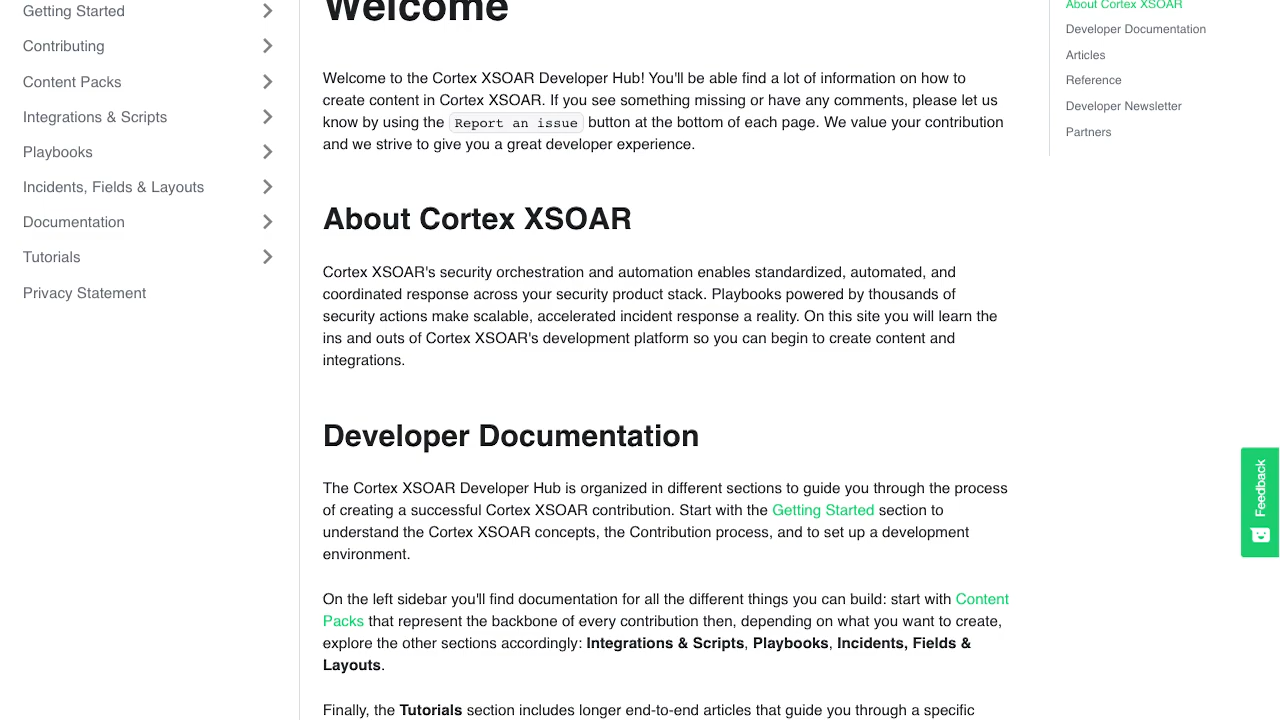 Getting Started
Contributing
Content Packs
Integrations & Scripts
Playbooks
Incidents, Fields & Layouts
Documentation
Tutorials
Privacy Statement
Welcome
Welcome to the Cortex XSOAR Developer Hub! You'll be able find a lot of information on how to
create content in Cortex XSOAR. If you see something missing or have any comments, please let us
know by using the Report an issue button at the bottom of each page. We value your contribution
and we strive to give you a great developer experience.
About Cortex XSOAR
Cortex XSOAR's security orchestration and automation enables standardized, automated, and
coordinated response across your security product stack. Playbooks powered by thousands of
security actions make scalable, accelerated incident response a reality. On this site you will learn the
ins and outs of Cortex XSOAR's development platform so you can begin to create content and
integrations.
Developer Documentation
The Cortex XSOAR Developer Hub is organized in different sections to guide you through the process
of creating a successful Cortex XSOAR contribution. Start with the Getting Started section to
understand the Cortex XSOAR concepts, the Contribution process, and to set up a development
environment.
On the left sidebar you'll find documentation for all the different things you can build: start with Content
Packs that represent the backbone of every contribution then, depending on what you want to create,
explore the other sections accordingly: Integrations & Scripts, Playbooks, Incidents, Fields &
Layouts.
Finally, the Tutorials section includes longer end-to-end articles that guide you through a specific
About Cortex XSOAR
Developer Documentation
Articles
Reference
Developer Newsletter
Partners
Feedback